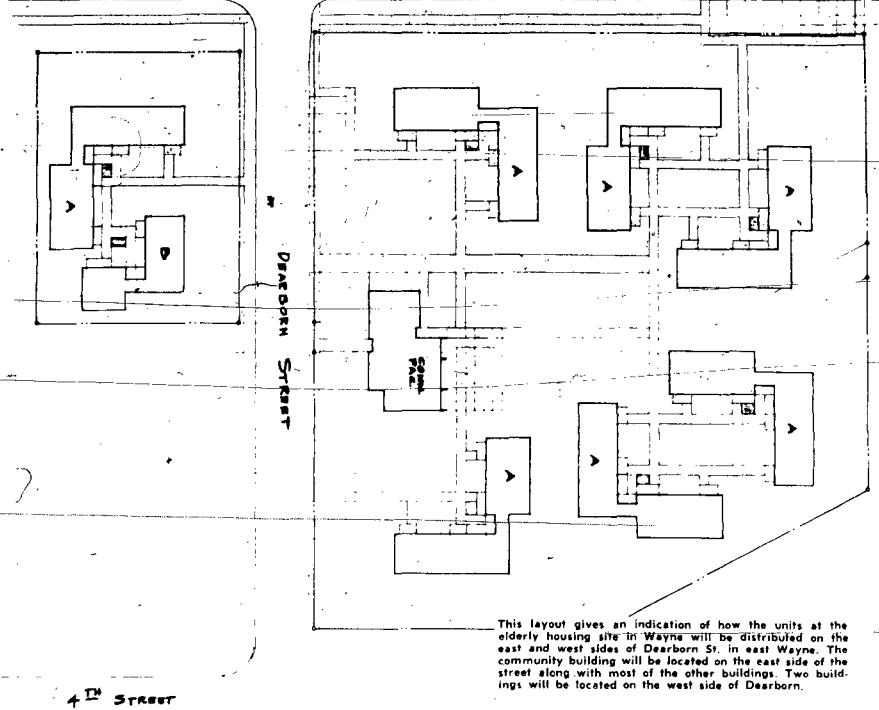 A
B
DEARBORN STREET
A
A
A
COMM
FAC.
A
A
A
This layout gives an indication of how the units at the
elderly housing site in Wayne will be distributed on the
east and west sides of Dearborn St. in east Wayne. The
community building will be located on the east side of the
street along with most of the other buildings. Two build-
ings will be located on the west side of Dearborn.
4TH STREET